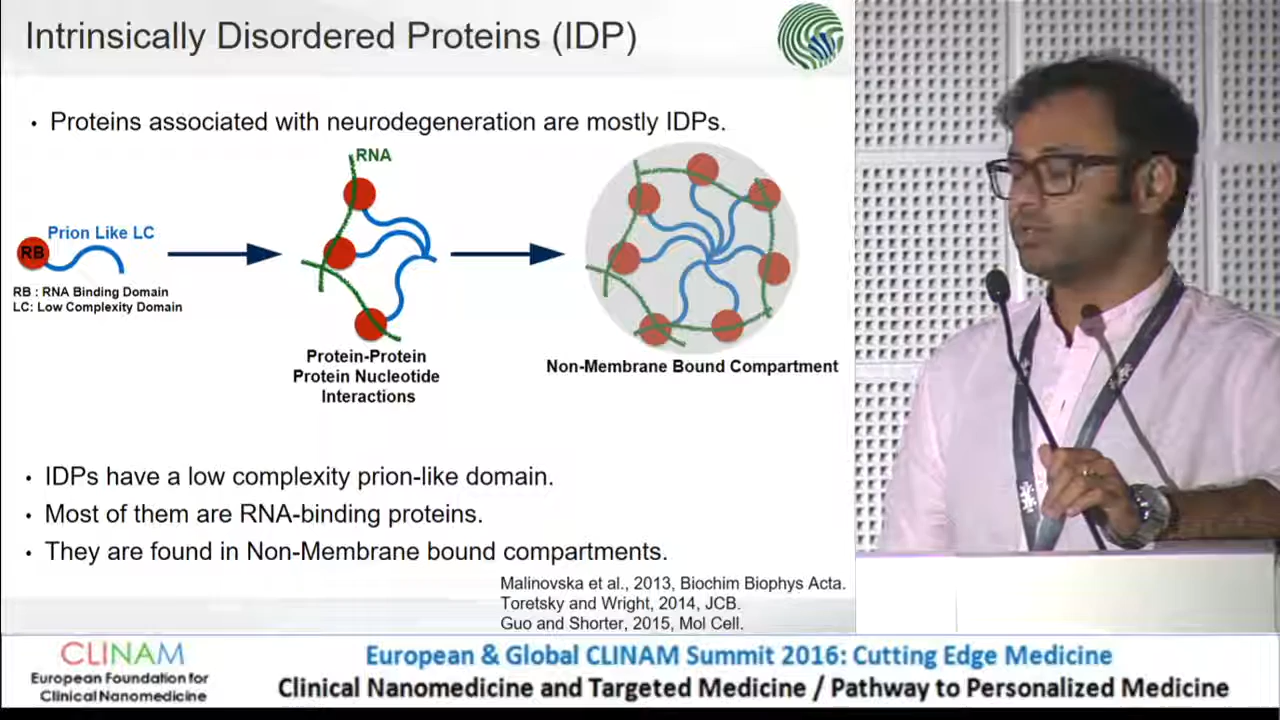 Intrinsically Disordered Proteins (IDP)
• Proteins associated with neurodegeneration are mostly IDPs.
RNA
Prion Like LC
RB
RB : RNA Binding Domain
LC: Low Complexity Domain
Protein-Protein
Protein Nucleotide
Interactions
Non-Membrane Bound Compartment
• IDPs have a low complexity prion-like domain.
• Most of them are RNA-binding proteins.
• They are found in Non-Membrane bound compartments.
Malinovska et al., 2013, Biochim Biophys Acta.
Toretsky and Wright, 2014, JCB.
Guo and Shorter, 2015, Mol Cell.
CLINAM
European Foundation for
Clinical Nanomedicine
European & Global CLINAM Summit 2016: Cutting Edge Medicine
Clinical Nanomedicine and Targeted Medicine / Pathway to Personalized Medicine